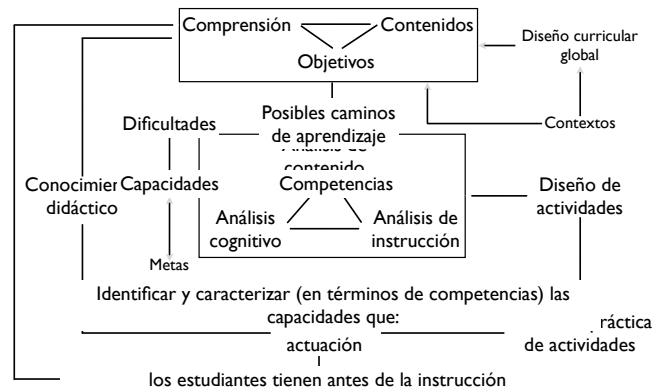 Comprensión
Contenidos
Objetivos
Diseño curricular
global
Posibles caminos
de aprendizaje
Dificultades
Contextos
contenido
Capacidades
didáctico
Competencias
Diseño de
actividades
Análisis
cognitivo
Análisis de
instrucción
Metas
Identificar y caracterizar (en términos de competencias) las
capacidades que:
actuación
de actividades
los estudiantes tienen antes de la instrucción